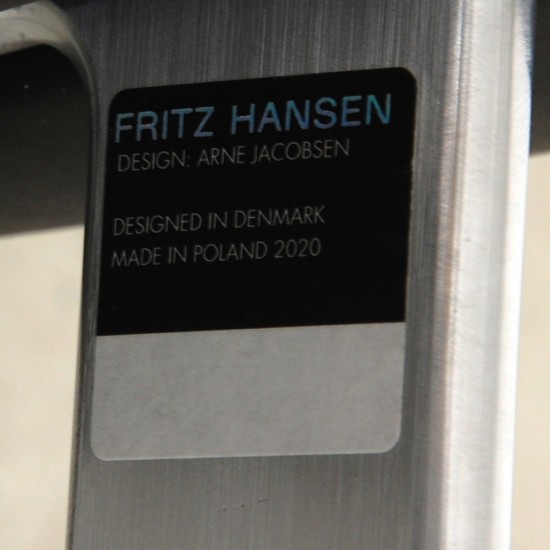 FRITZ HANSEN
DESIGN: ARNE JACOBSEN
DESIGNED IN DENMARK
MADE IN POLAND 2020